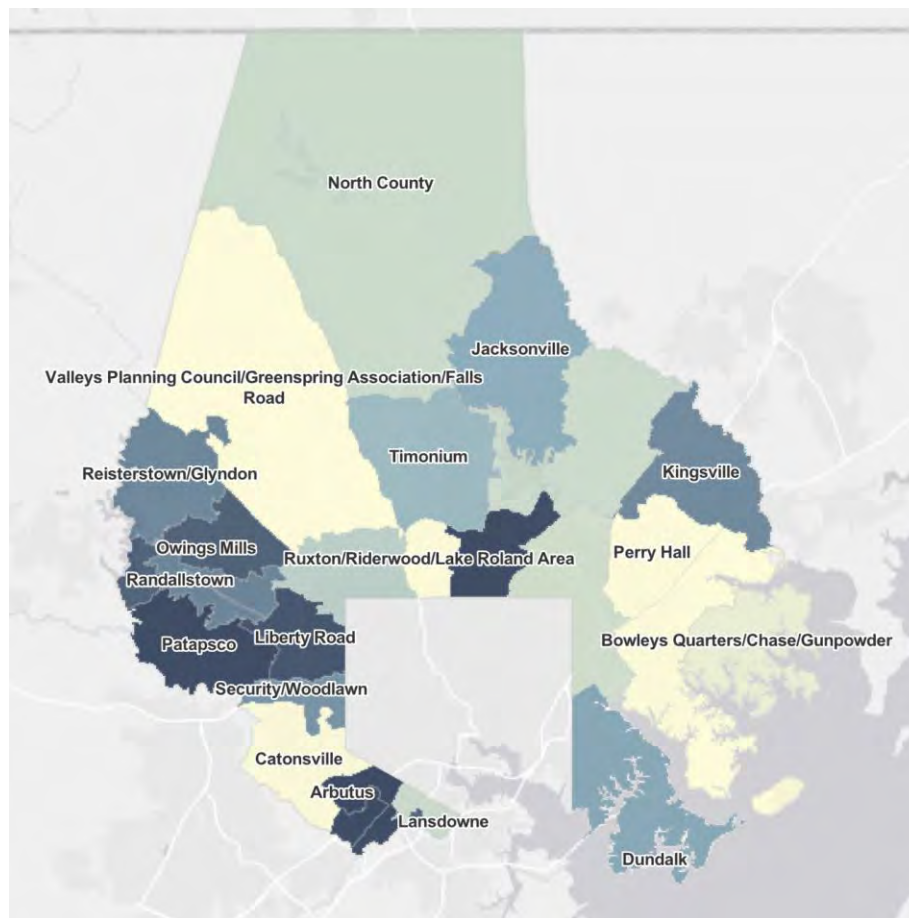 North County
Jacksonville
Valleys Planning Council/Greenspring Association/Falls
Road
Timonium
Reisterstown/Glyndon
Kingsville
Owings Mills
Ruxton/Riderwood/Lake Roland Area
Perry Hall
Randallstown
Patapsco
Liberty Road
Bowleys Quarters/Chase/Gunpowder
Security/Woodlawn
Catonsville
Arbutus
Lansdowne
Dundalk